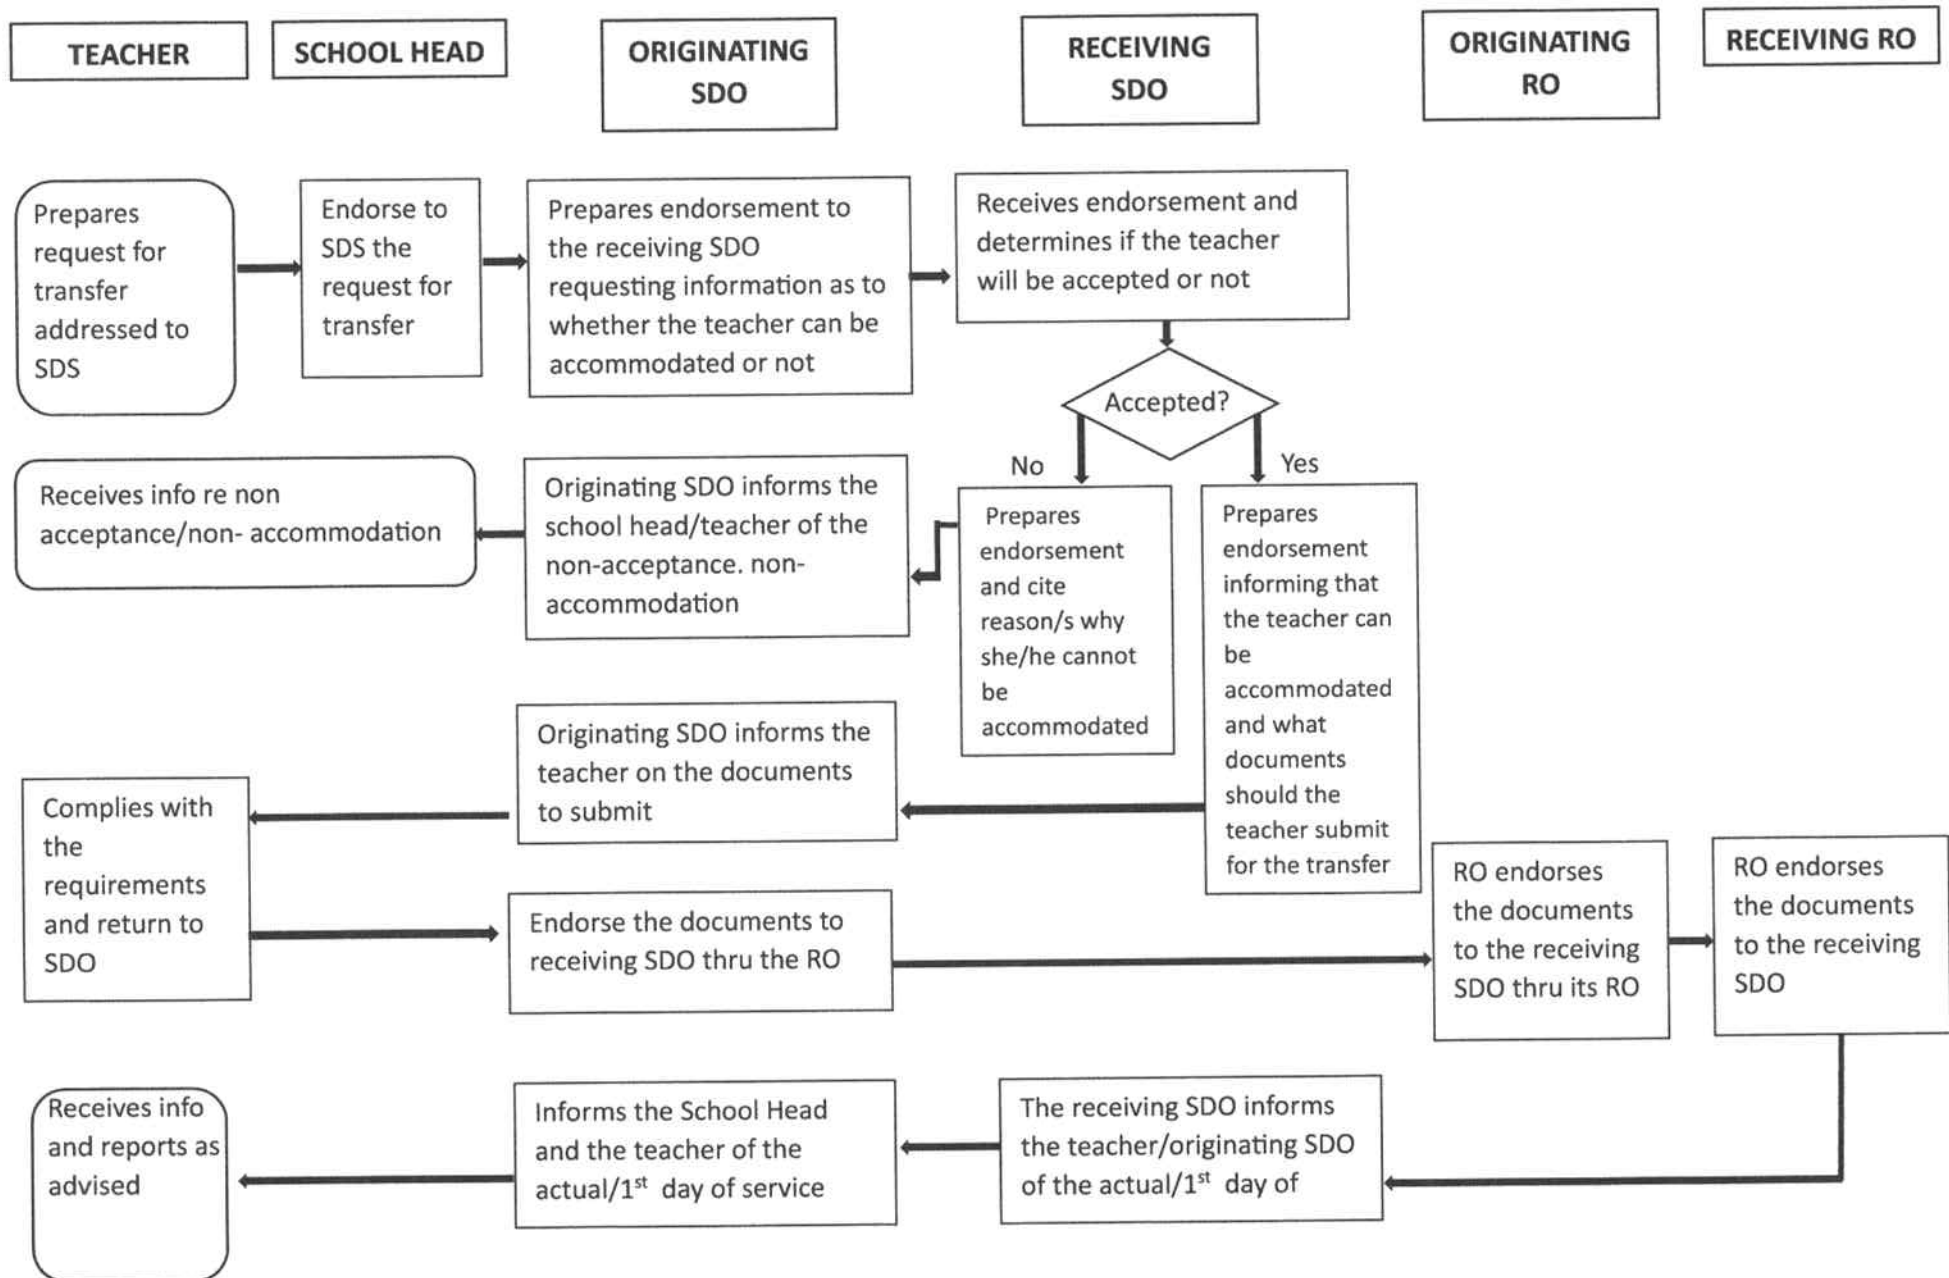 TEACHER
SCHOOL HEAD
ORIGINATING
SDO
RECEIVING
SDO
ORIGINATING
RO
RECEIVING RO
Prepares
request for
transfer
addressed to
SDS
Endorse to
SDS the
request for
transfer
Prepares endorsement to
the receiving SDO
requesting information as to
whether the teacher can be
accommodated or not
Receives endorsement and
determines if the teacher
will be accepted or not
Accepted?
No
Yes
Receives info re non
acceptance/non- accommodation
Originating SDO informs the
school head/teacher of the
non-acceptance. non-
accommodation
Prepares
endorsement
and cite
reason/s why
she/he cannot
be
accommodated
Prepares
endorsement
informing that
the teacher can
be
accommodated
and what
documents
should the
teacher submit
for the transfer
Originating SDO informs the
teacher on the documents
to submit
Complies with
the
requirements
and return to
SDO
Endorse the documents to
receiving SDO thru the RO
RO endorses
the documents
to the receiving
SDO thru its RO
RO endorses
the documents
to the receiving
SDO
Receives info
and reports as
advised
Informs the School Head
and the teacher of the
actual/1st day of service
The receiving SDO informs
the teacher/originating SDO
of the actual/1st day of